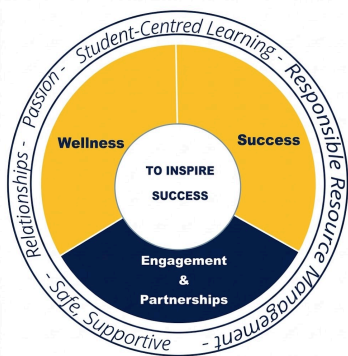 Passion - Student-Centred Learning - Responsible Resource Management - Safe, Supportive - Relationships -
Wellness
Success
TO INSPIRE
SUCCESS
Engagement
&
Partnerships